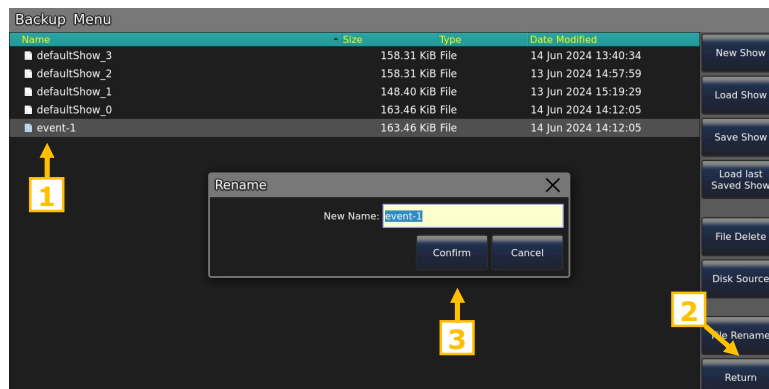 Backup Menu
Name Size Type Date Modified
defaultShow_3 158.31 KiB File 14 Jun 2024 13:40:34
defaultShow_2 158.31 KiB File 13 Jun 2024 14:57:59
defaultShow_1 148.40 KiB File 13 Jun 2024 15:19:29
defaultShow_0 163.46 KiB File 14 Jun 2024 14:12:05
event-1 163.46 KiB File 14 Jun 2024 14:12:05
1
Rename
New Name: event-1
Confirm Cancel
3
New Show
Load Show
Save Show
Load last
Saved Show
File Delete
Disk Source
2
File Rename
Return